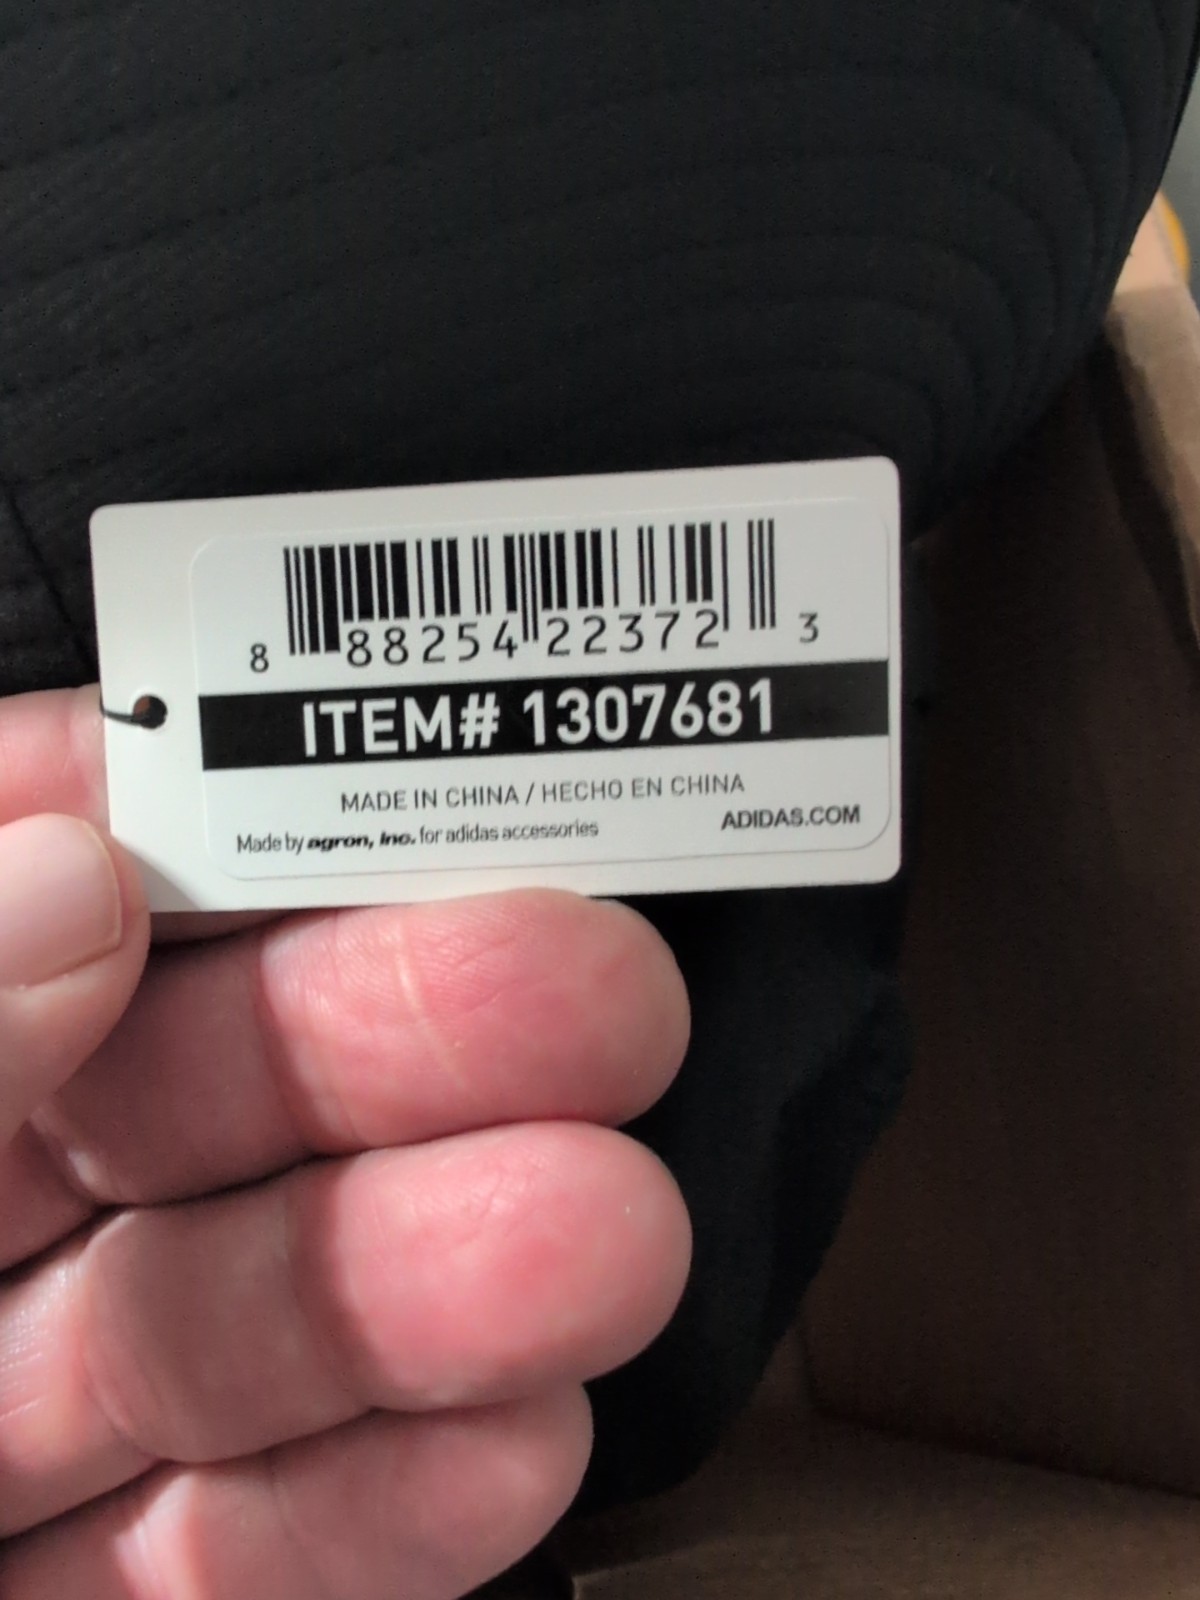 8 88254 22372 3
ITEM# 1307681
MADE IN CHINA / HECHO EN CHINA
Made by agron, inc. for adidas accessories
ADIDAS.COM